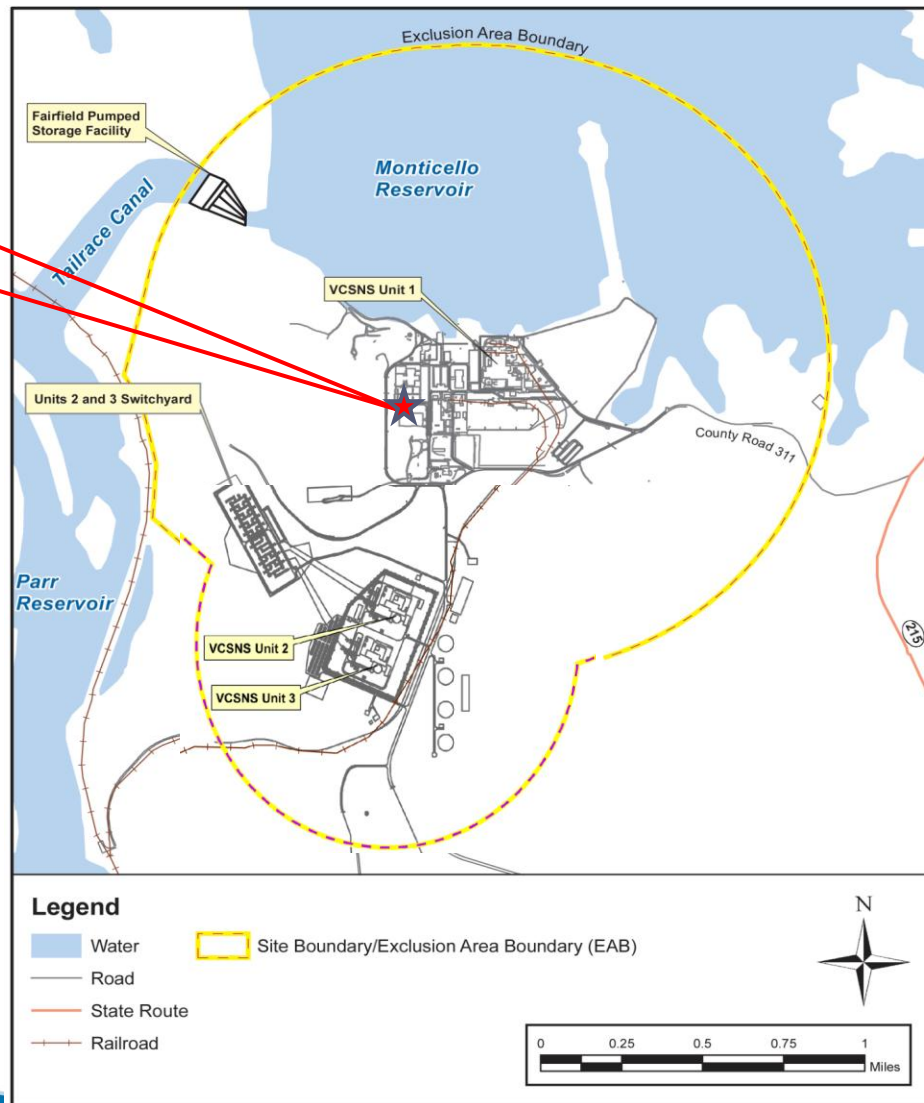 Exclusion Area Boundary
Fairfield Pumped
Storage Facility
Monticello
Reservoir
Tailrace Canal
VCSNS Unit 1
Units 2 and 3 Switchyard
County Road 311
Parr
Reservoir
215
VCSNS Unit 2
VCSNS Unit 3
Legend
Water
Road
State Route
Railroad
Site Boundary/Exclusion Area Boundary (EAB)
N
0 0.25 0.5 0.75 1
Miles